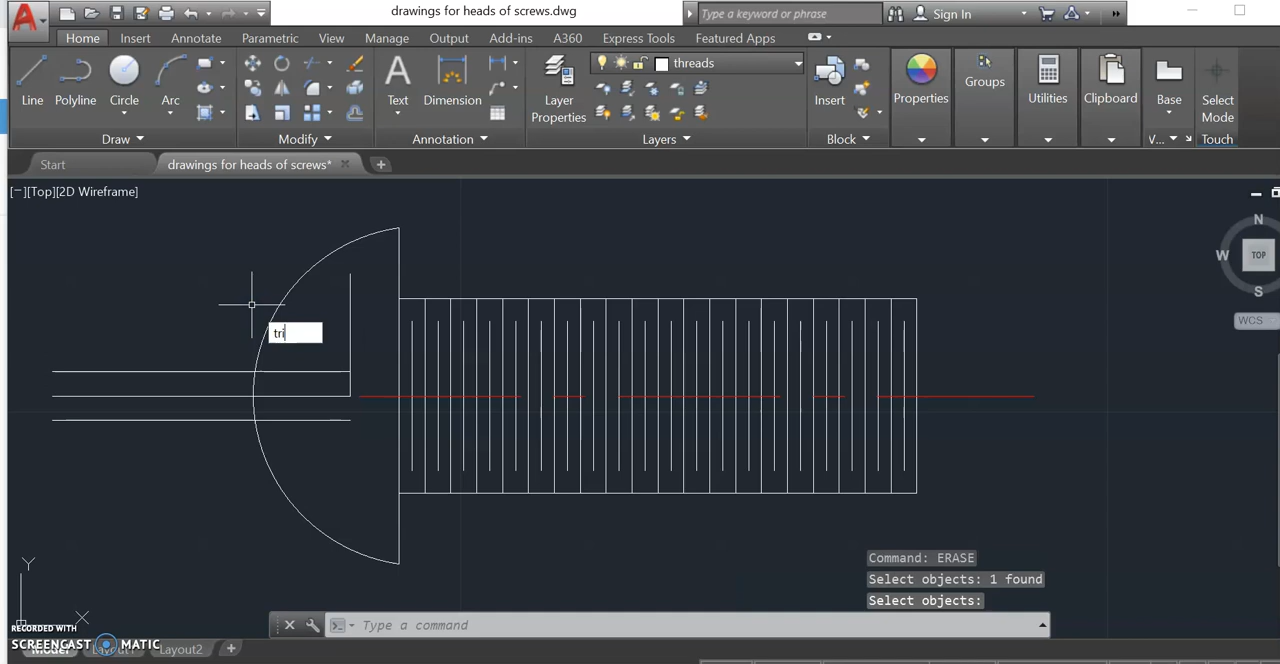 drawings for heads of screws.dwg
Type a keyword or phrase
Sign In
Home Insert Annotate Parametric View Manage Output Add-ins A360 Express Tools Featured Apps
threads
Line Polyline Circle Arc
Text Dimension
Layer
Properties
Insert
Properties
Groups
Utilities
Clipboard
Base
Select
Mode
Draw Modify Annotation Layers Block V... Touch
Start drawings for heads of screws*
[−][Top][2D Wireframe]
N
W TOP
S
WCS
tri
Command: ERASE
Select objects: 1 found
Select objects:
Y
X
Type a command
RECORDED WITH
SCREENCAST MATIC
Model Layout1 Layout2